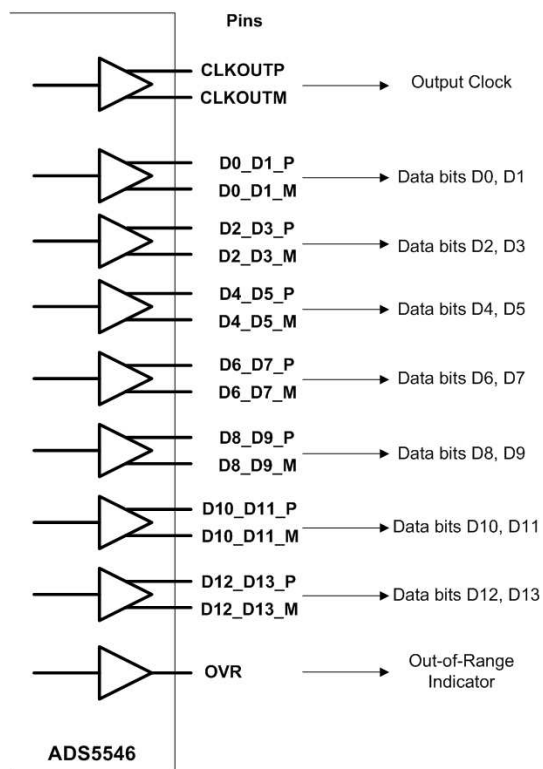 Pins
CLKOUTP
CLKOUTM
Output Clock
D0_D1_P
D0_D1_M
Data bits D0, D1
D2_D3_P
D2_D3_M
Data bits D2, D3
D4_D5_P
D4_D5_M
Data bits D4, D5
D6_D7_P
D6_D7_M
Data bits D6, D7
D8_D9_P
D8_D9_M
Data bits D8, D9
D10_D11_P
D10_D11_M
Data bits D10, D11
D12_D13_P
D12_D13_M
Data bits D12, D13
OVR
Out-of-Range
Indicator
ADS5546